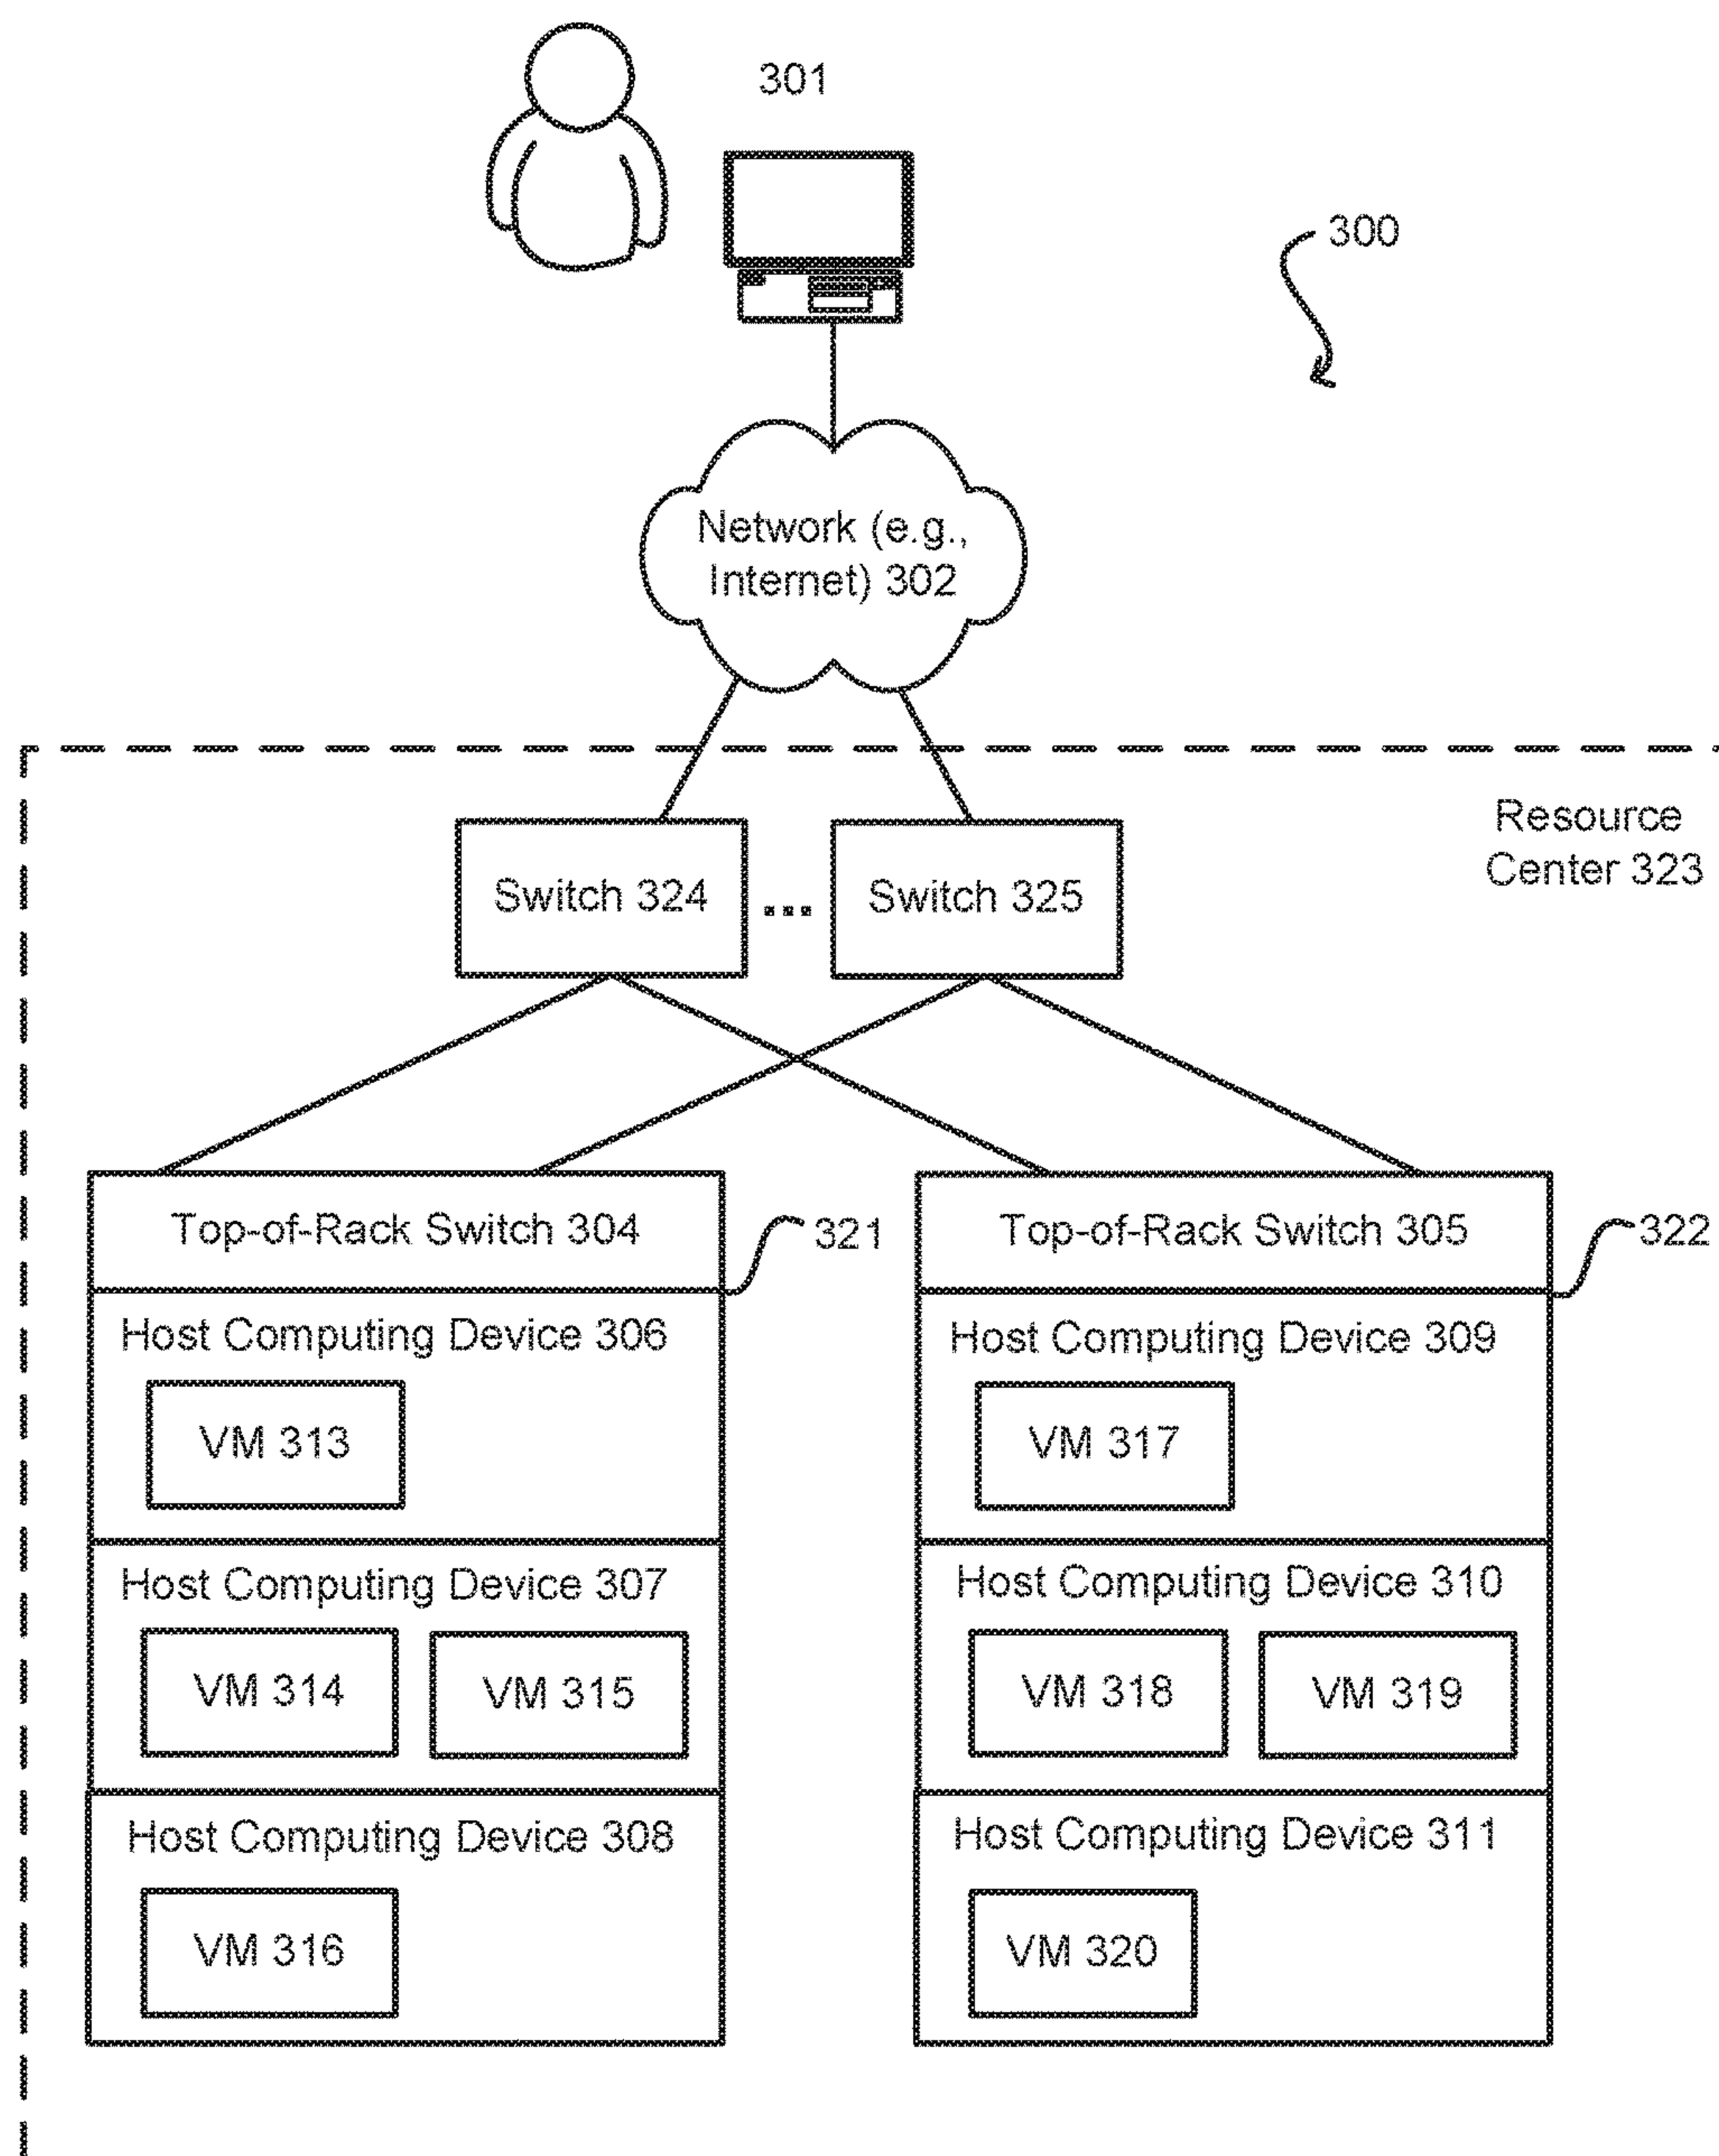 301
300
Network (e.g.,
Internet) 302
Resource
Center 323
Switch 324
...
Switch 325
Top-of-Rack Switch 304
321
Top-of-Rack Switch 305
322
Host Computing Device 306
VM 313
Host Computing Device 309
VM 317
Host Computing Device 307
VM 314
VM 315
Host Computing Device 310
VM 318
VM 319
Host Computing Device 308
VM 316
Host Computing Device 311
VM 320